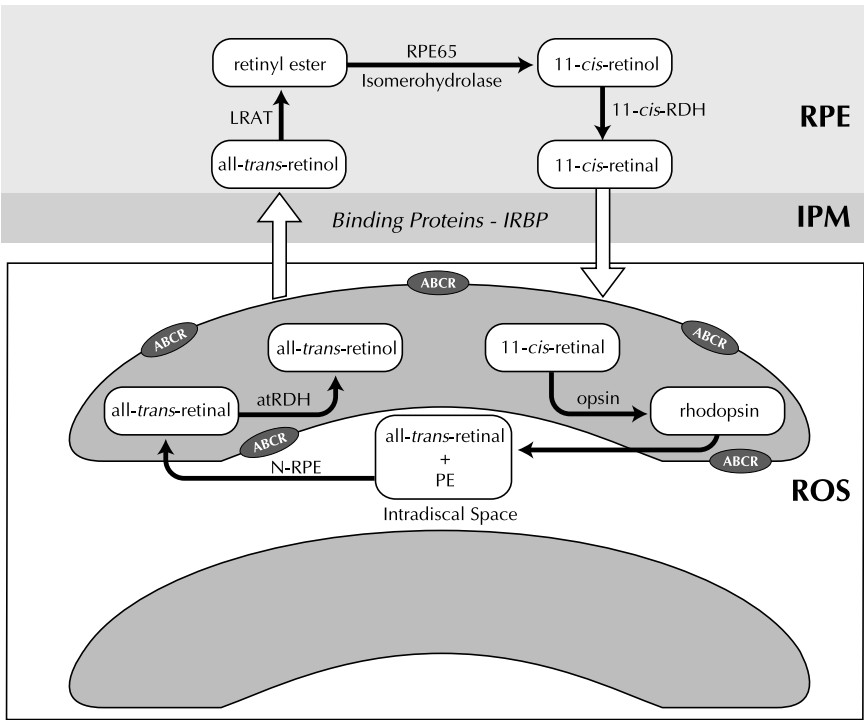 RPE65
retinyl ester
11-cis-retinol
Isomerohydrolase
LRAT
11-cis-RDH
RPE
all-trans-retinol
11-cis-retinal
Binding Proteins - IRBP
IPM
ABCR
ABCR
ABCR
all-trans-retinol
11-cis-retinal
atRDH
opsin
all-trans-retinal
rhodopsin
ABCR
all-trans-retinal
+
PE
ABCR
N-RPE
ROS
Intradiscal Space